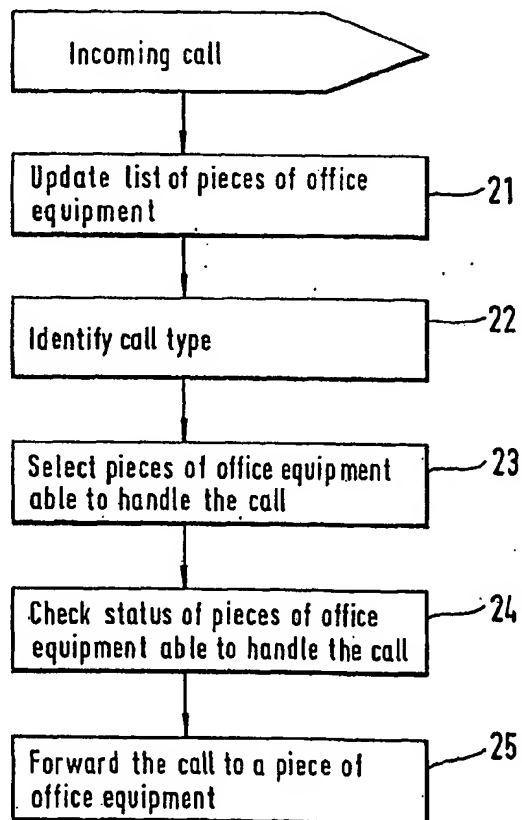 Incoming call
Update list of pieces of office
equipment
21
Identify call type
22
Select pieces of office equipment
able to handle the call
23
Check status of pieces of office
equipment able to handle the call
24
Forward the call to a piece of
office equipment
25